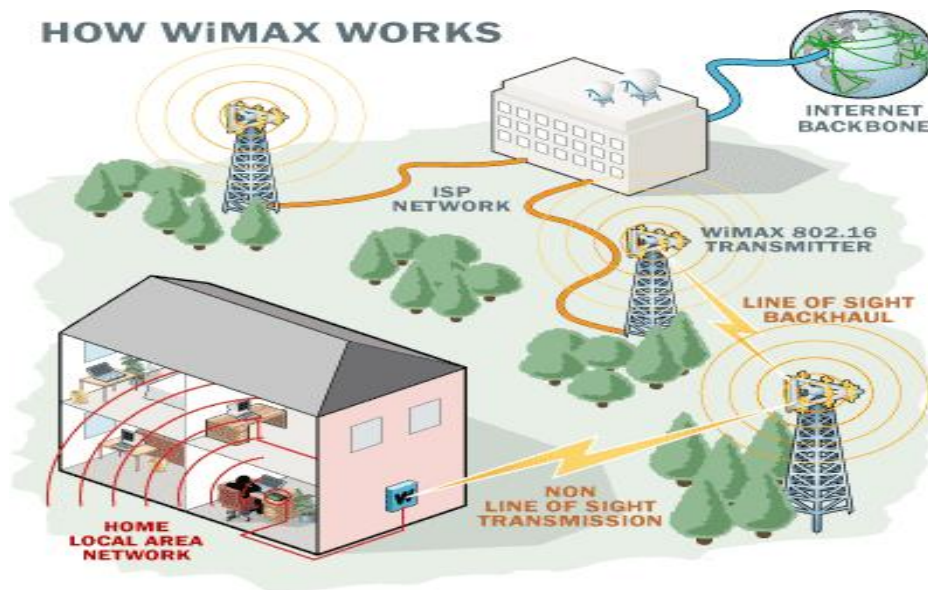 HOW WiMAX WORKS
INTERNET
BACKBONE
ISP
NETWORK
WiMAX 802.16
TRANSMITTER
LINE OF SIGHT
BACKHAUL
NON
LINE OF SIGHT
TRANSMISSION
HOME
LOCAL AREA
NETWORK